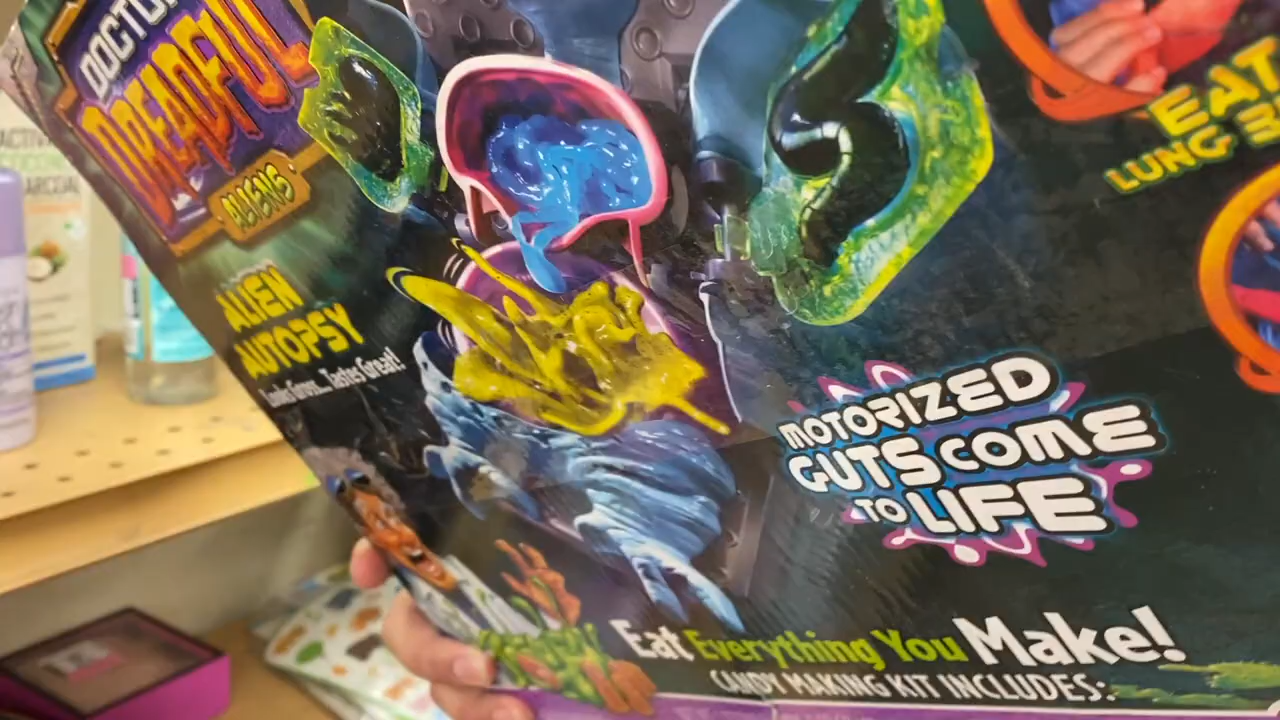 DOCTOR
DREADFUL
ALIENS
ALIEN
AUTOPSY
Looks Gross... Tastes Great!
EAT
LUNG
MOTORIZED
GUTS COME
TO LIFE
Eat Everything You Make!
CANDY MAKING KIT INCLUDES: